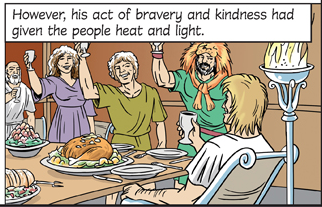 However, his act of bravery and kindness had
given the people heat and light.